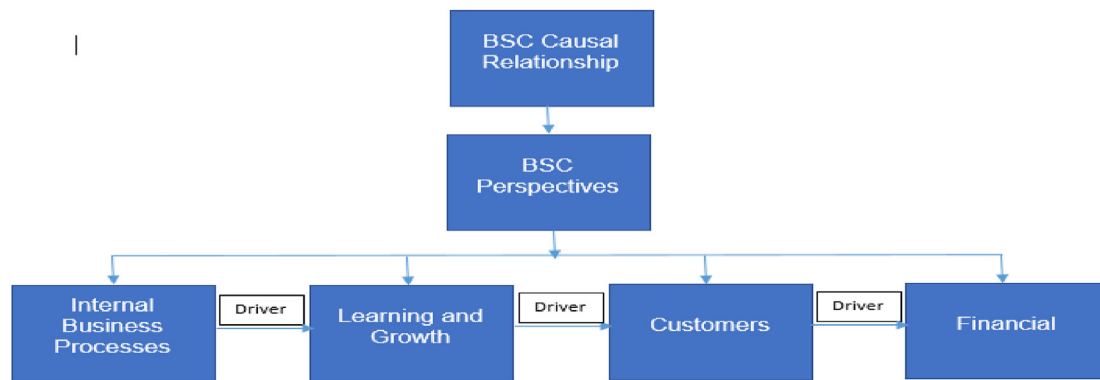 BSC Causal
Relationship
BSC
Perspectives
Internal
Business
Processes
Driver
Learning and
Growth
Driver
Customers
Driver
Financial